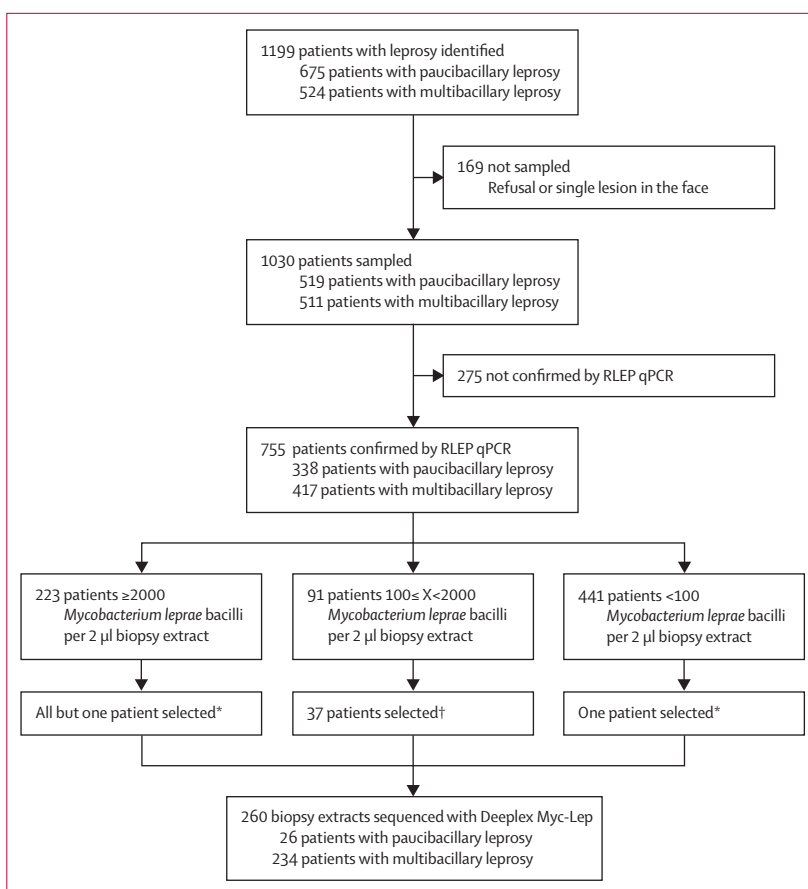 1199 patients with leprosy identified
675 patients with paucibacillary leprosy
524 patients with multibacillary leprosy
169 not sampled
Refusal or single lesion in the face
1030 patients sampled
519 patients with paucibacillary leprosy
511 patients with multibacillary leprosy
275 not confirmed by RLEP qPCR
755 patients confirmed by RLEP qPCR
338 patients with paucibacillary leprosy
417 patients with multibacillary leprosy
223 patients ≥2000
Mycobacterium leprae bacilli
per 2 µl biopsy extract
91 patients 100≤ X<2000
Mycobacterium leprae bacilli
per 2 µl biopsy extract
441 patients <100
Mycobacterium leprae bacilli
per 2 µl biopsy extract
All but one patient selected*
37 patients selected†
One patient selected*
260 biopsy extracts sequenced with Deeplex Myc-Lep
26 patients with paucibacillary leprosy
234 patients with multibacillary leprosy